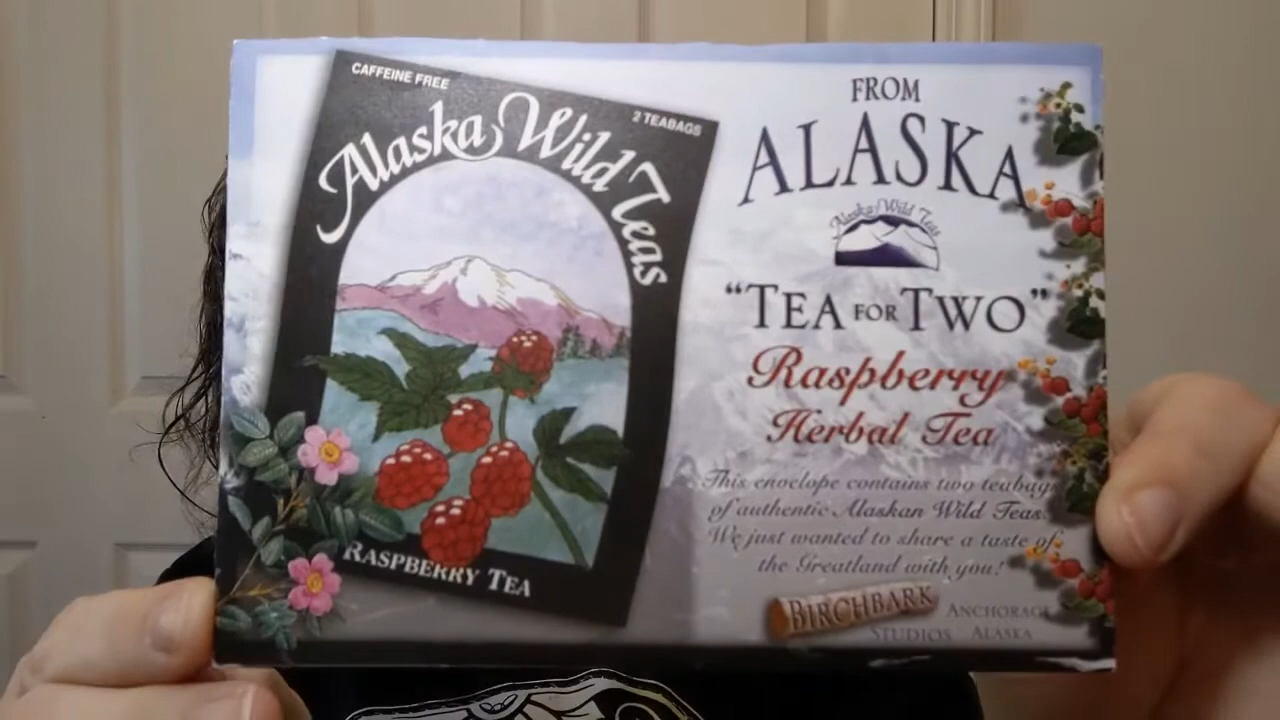 CAFFEINE FREE
2 TEABAGS
Alaska Wild Teas
RASPBERRY TEA
FROM
ALASKA
Alaska Wild Teas
"TEA FOR TWO"
Raspberry
Herbal Tea
This envelope contains two teabags
of authentic Alaskan Wild Teas.
We just wanted to share a taste of
the Greatland with you!
BIRCHBARK ANCHORAGE
STUDIOS ALASKA